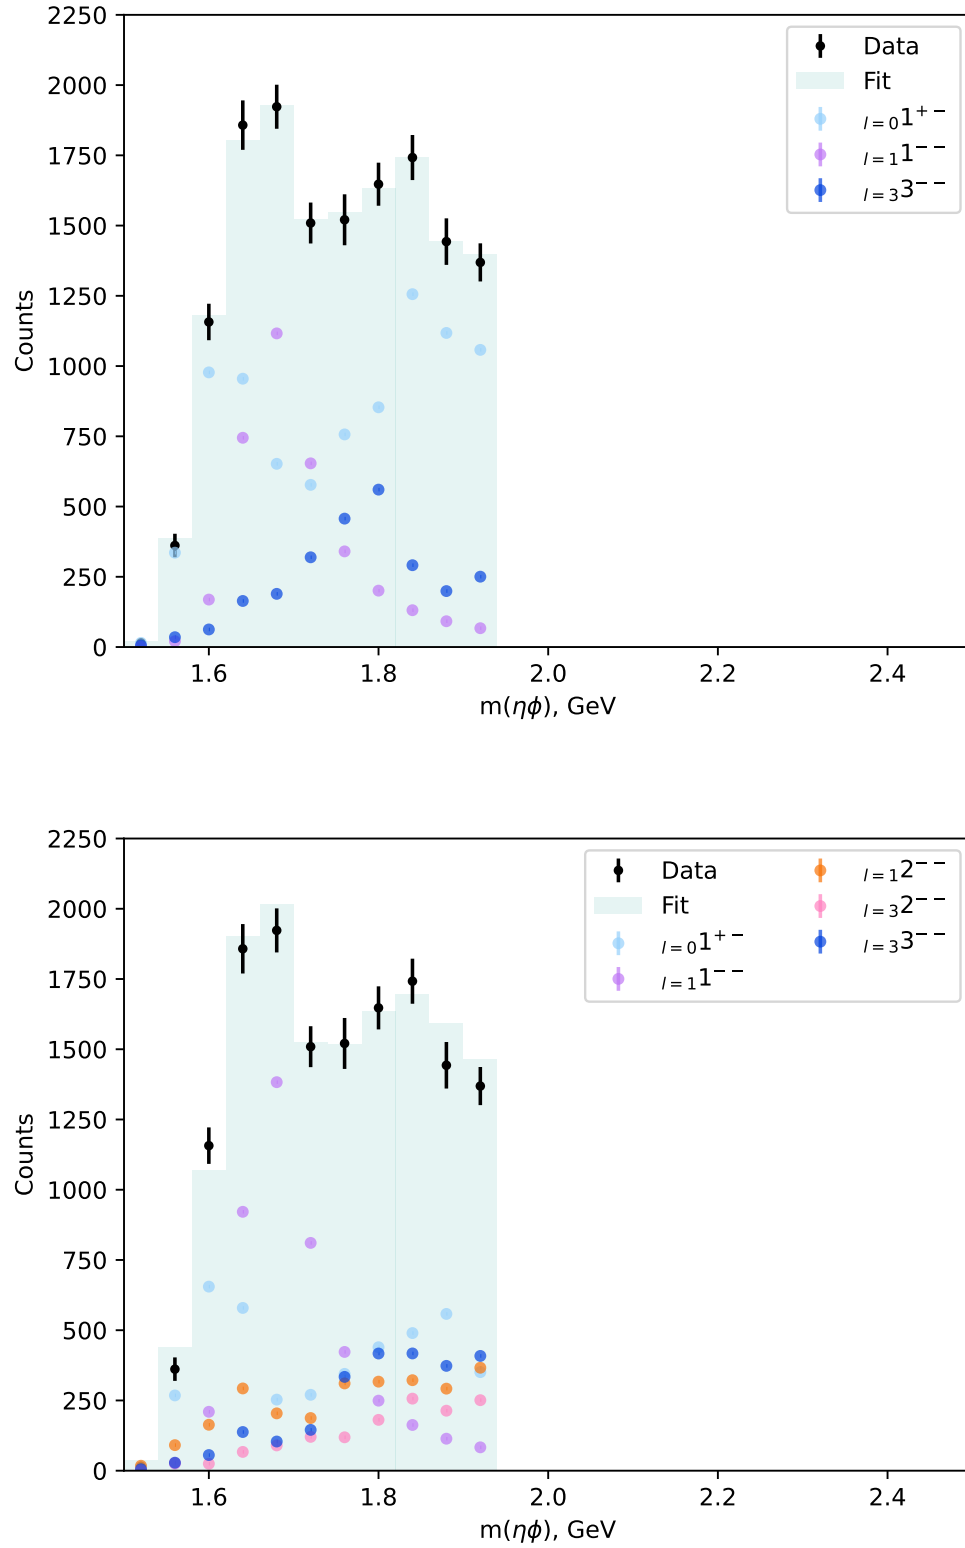 2250
2000
1750
1500
1250
1000
750
500
250
0
Counts
1.6 1.8 2.0 2.2 2.4
m(ηϕ), GeV
Data
Fit
l=0 1⁺⁻
l=1 1⁻⁻
l=3 3⁻⁻
2250
2000
1750
1500
1250
1000
750
500
250
0
Counts
1.6 1.8 2.0 2.2 2.4
m(ηϕ), GeV
Data
Fit
l=0 1⁺⁻
l=1 1⁻⁻
l=1 2⁻⁻
l=3 2⁻⁻
l=3 3⁻⁻